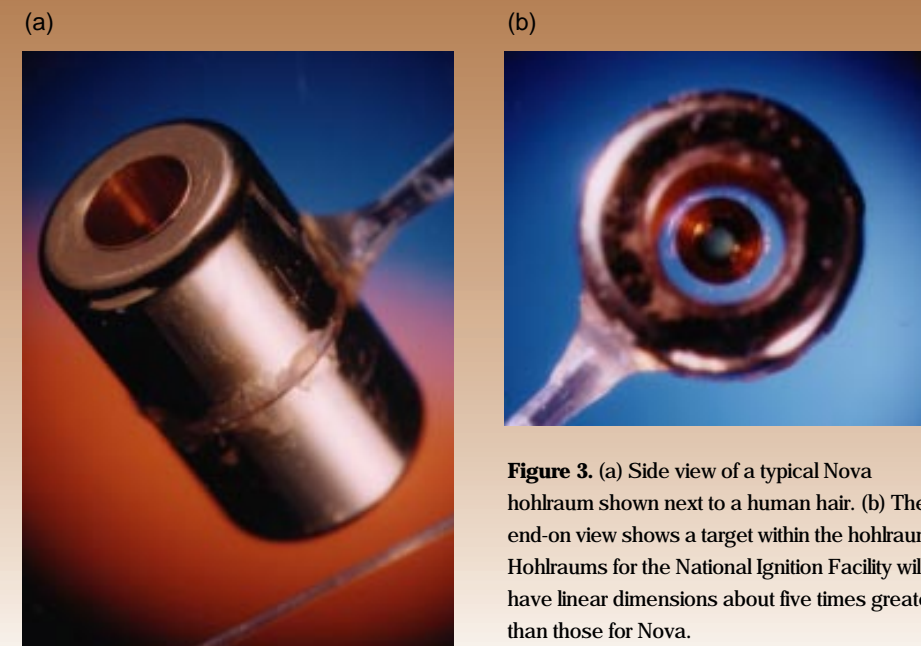 (a)
(b)
Figure 3. (a) Side view of a typical Nova
hohlraum shown next to a human hair. (b) The
end-on view shows a target within the hohlraum
Hohlraums for the National Ignition Facility will
have linear dimensions about five times greate
than those for Nova.